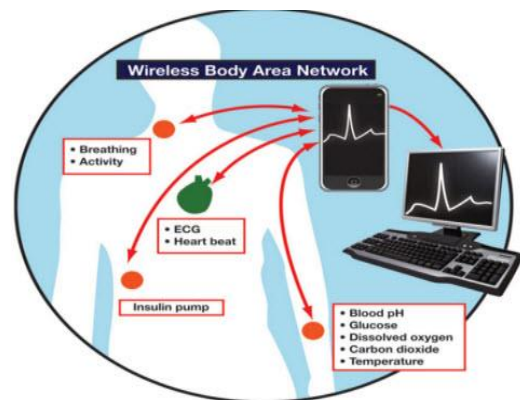 Wireless Body Area Network
• Breathing
• Activity
• ECG
• Heart beat
Insulin pump
• Blood pH
• Glucose
• Dissolved oxygen
• Carbon dioxide
• Temperature